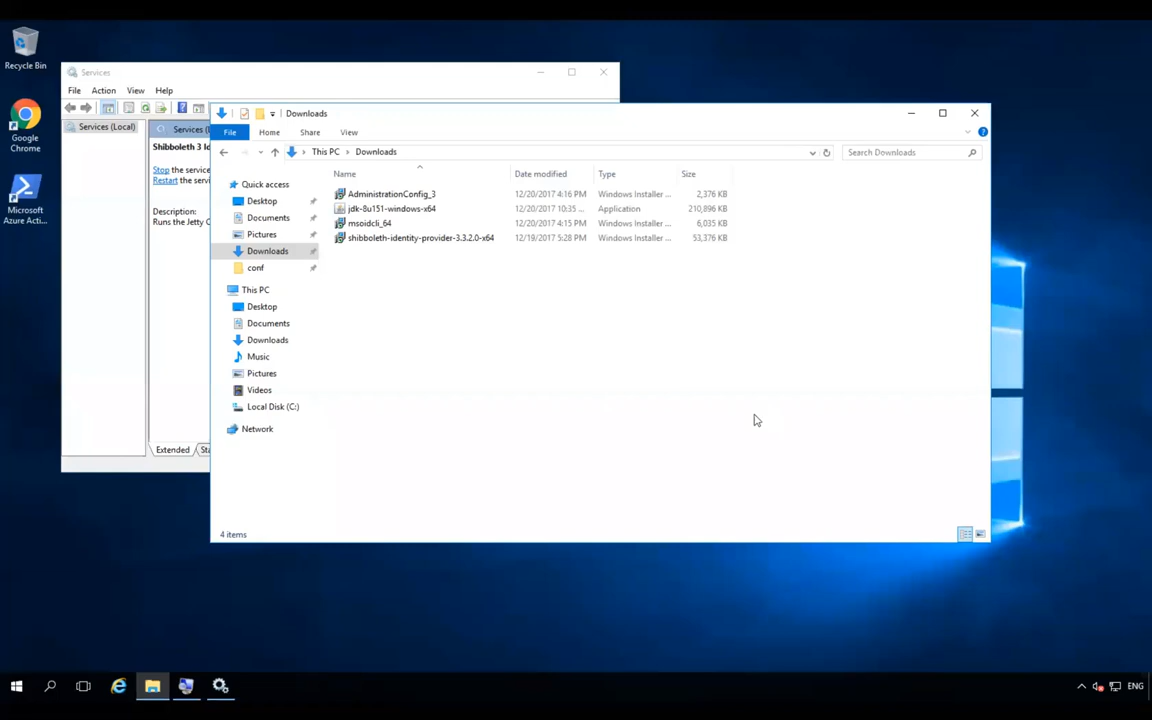 Recycle Bin
Google
Chrome
Microsoft
Azure Acti...
Services
File Action View Help
Services (Local)
Services (L
Shibboleth 3 Id
Stop the service
Restart the servi
Description:
Runs the Jetty C
Extended
Sta
Downloads
File Home Share View
This PC Downloads
Search Downloads
Quick access
Desktop
Documents
Pictures
Downloads
conf
This PC
Desktop
Documents
Downloads
Music
Pictures
Videos
Local Disk (C:)
Network
Name Date modified Type Size
AdministrationConfig_3 12/20/2017 4:16 PM Windows Installer ... 2,376 KB
jdk-8u151-windows-x64 12/20/2017 10:35 ... Application 210,896 KB
msoidcli_64 12/20/2017 4:15 PM Windows Installer ... 6,035 KB
shibboleth-identity-provider-3.3.2.0-x64 12/19/2017 5:28 PM Windows Installer ... 53,376 KB
4 items
ENG